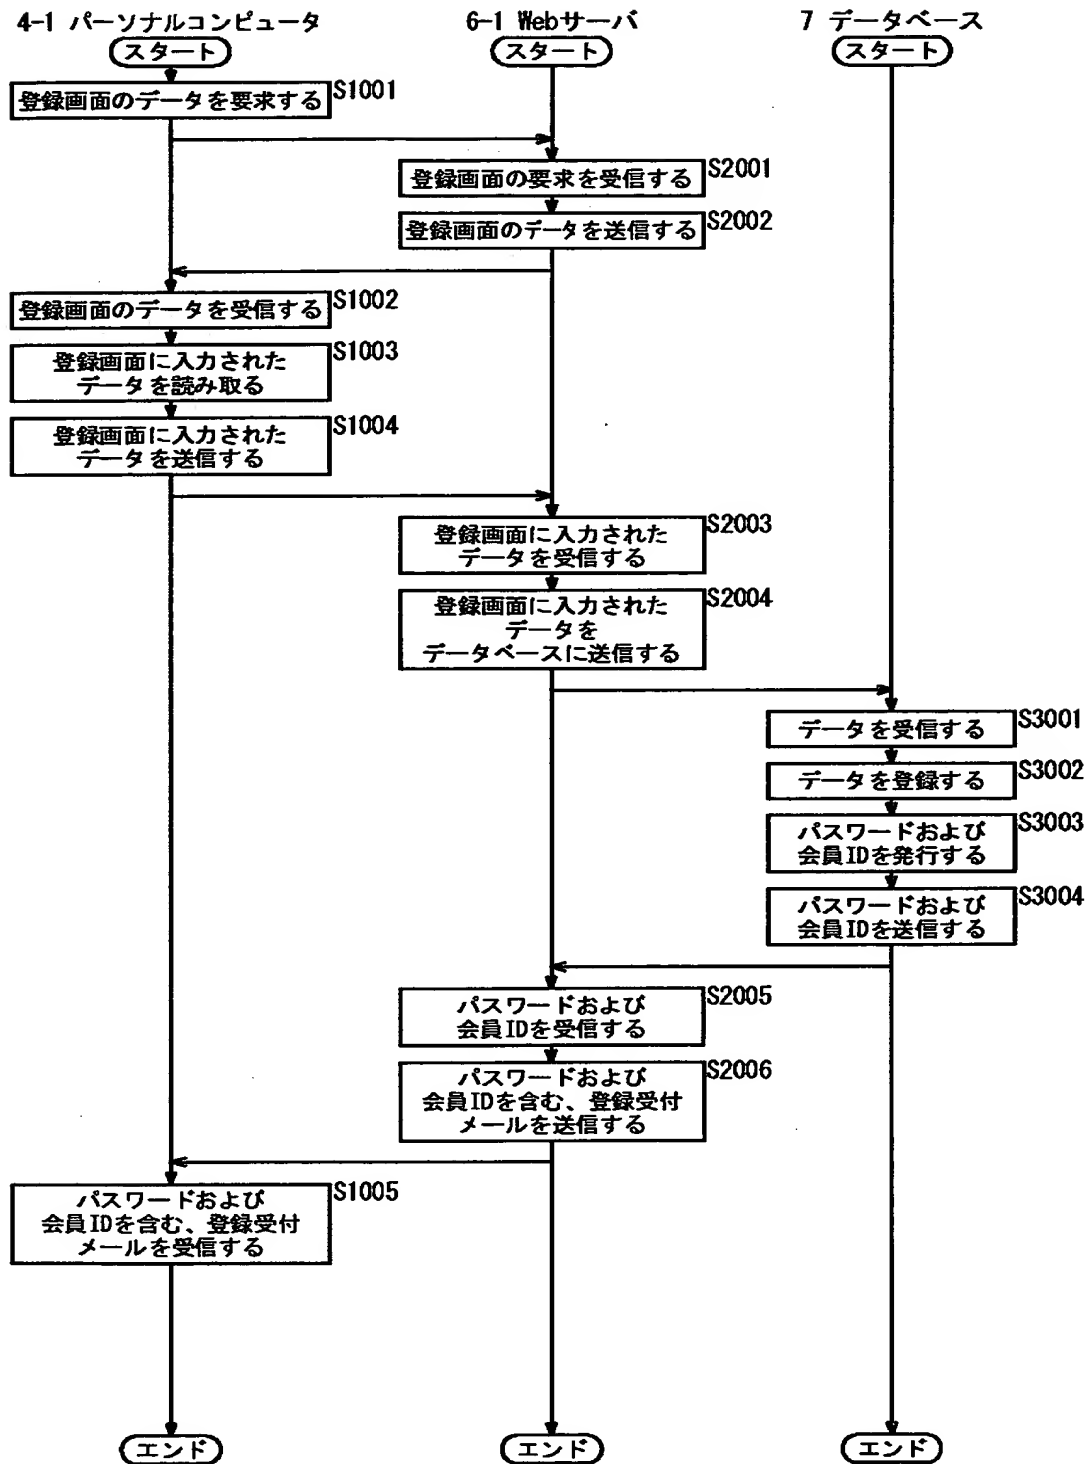 4-1 パーソナルコンピュータ
6-1 Webサーバ
7 データベース
スタート
スタート
スタート
登録画面のデータを要求する
S1001
登録画面の要求を受信する
S2001
登録画面のデータを送信する
S2002
登録画面のデータを受信する
S1002
登録画面に入力された
データを読み取る
S1003
登録画面に入力された
データを送信する
S1004
登録画面に入力された
データを受信する
S2003
登録画面に入力された
データを
データベースに送信する
S2004
データを受信する
S3001
データを登録する
S3002
パスワードおよび
会員IDを発行する
S3003
パスワードおよび
会員IDを送信する
S3004
パスワードおよび
会員IDを受信する
S2005
パスワードおよび
会員IDを含む、登録受付
メールを送信する
S2006
パスワードおよび
会員IDを含む、登録受付
メールを受信する
S1005
エンド
エンド
エンド